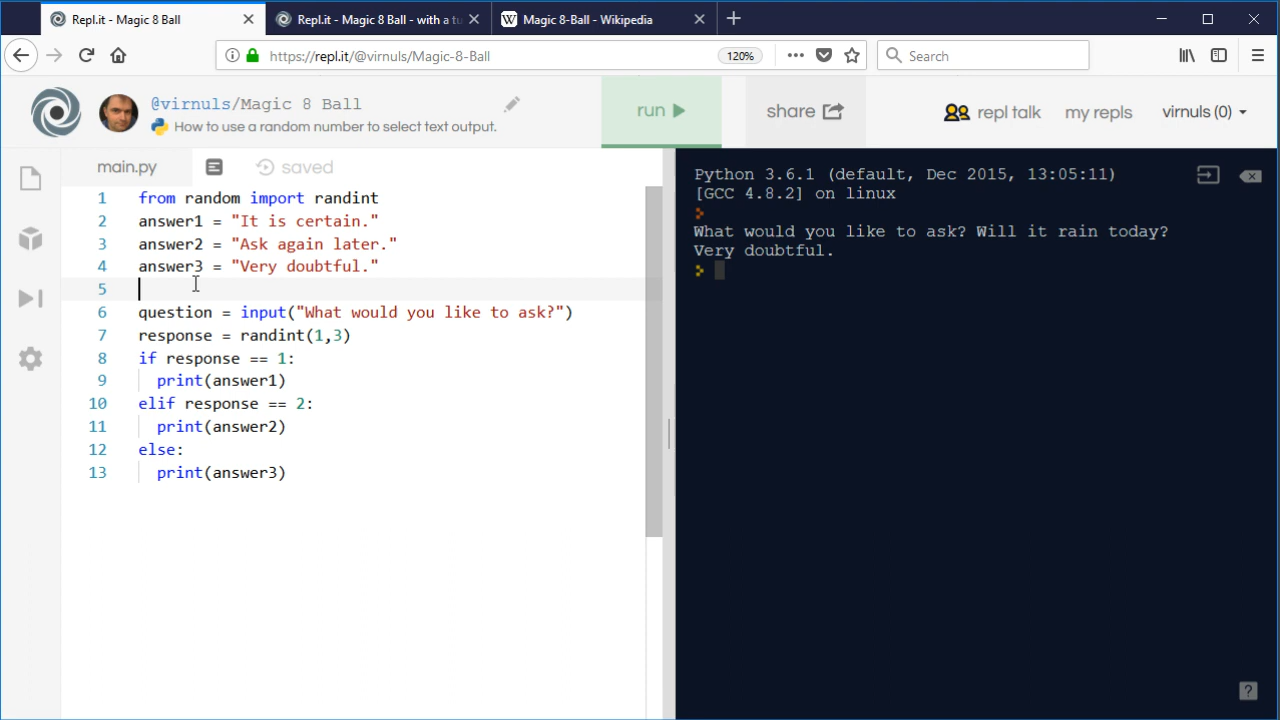 Repl.it - Magic 8 Ball
Repl.it - Magic 8 Ball - with a tu
W Magic 8-Ball - Wikipedia
https://repl.it/@virnuls/Magic-8-Ball
120%
Search
@virnuls/Magic 8 Ball
How to use a random number to select text output.
run
share
repl talk
my repls
virnuls (0)
main.py
saved
1 from random import randint
2 answer1 = "It is certain."
3 answer2 = "Ask again later."
4 answer3 = "Very doubtful."
5
6 question = input("What would you like to ask?")
7 response = randint(1,3)
8 if response == 1:
9 print(answer1)
10 elif response == 2:
11 print(answer2)
12 else:
13 print(answer3)
Python 3.6.1 (default, Dec 2015, 13:05:11)
[GCC 4.8.2] on linux
What would you like to ask? Will it rain today?
Very doubtful.
?